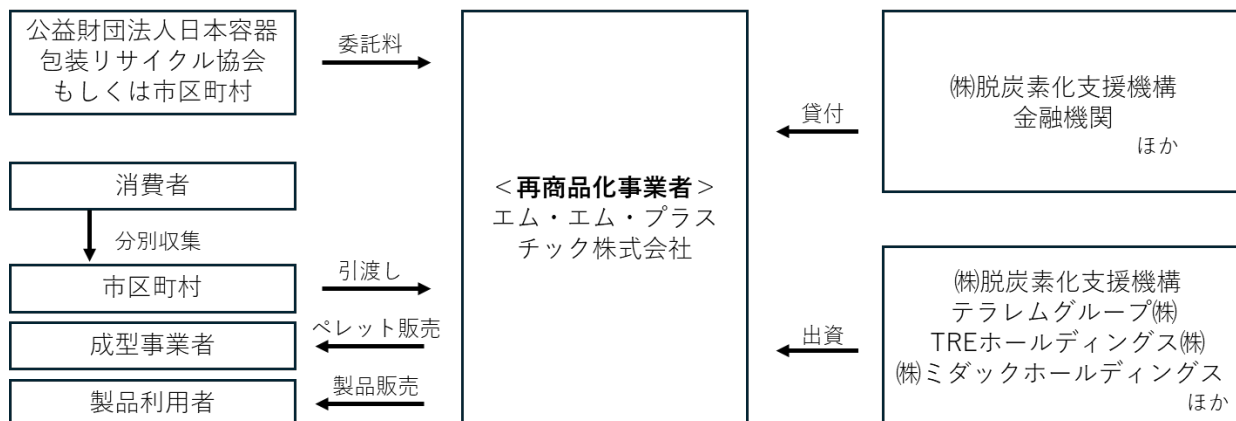 公益財団法人日本容器
包装リサイクル協会
もしくは市区町村
委託料
消費者
分別収集
市区町村
引渡し
成型事業者
ペレット販売
製品利用者
製品販売
＜再商品化事業者＞
エム・エム・プラス
チック株式会社
貸付
㈱脱炭素化支援機構
金融機関
ほか
出資
㈱脱炭素化支援機構
テラレムグループ㈱
TREホールディングス㈱
㈱ミダックホールディングス
ほか